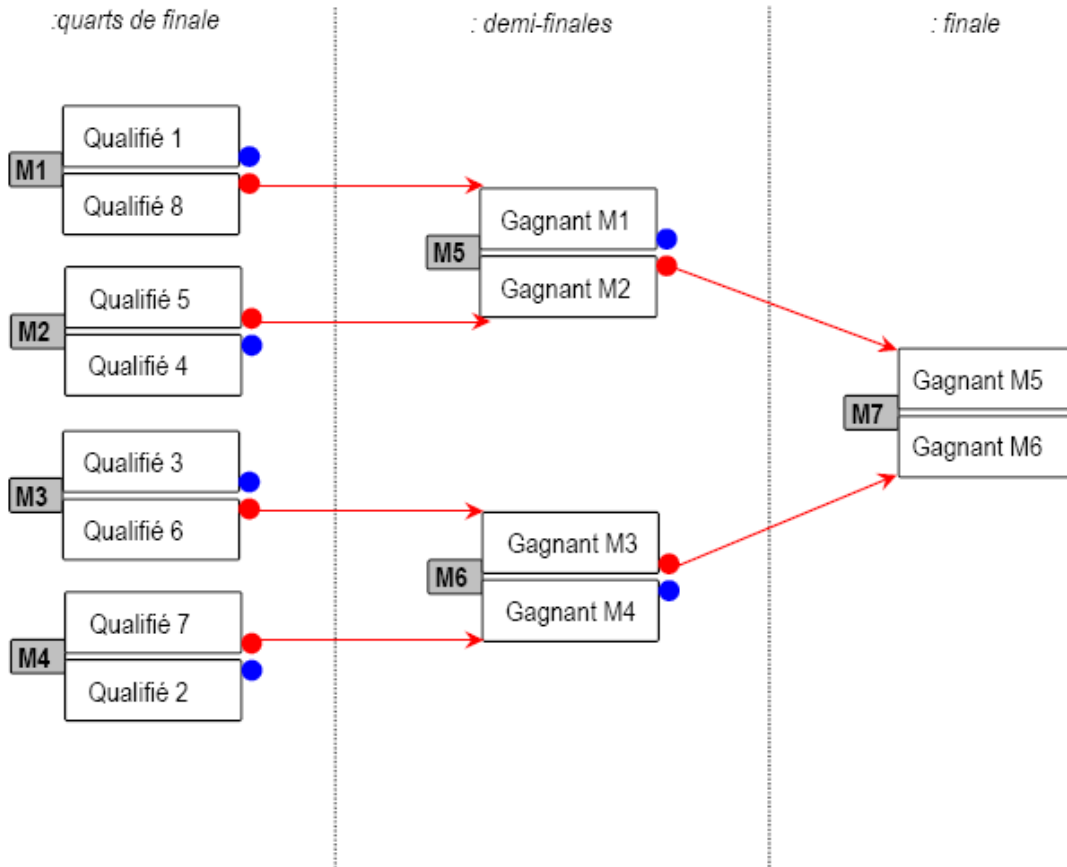 :quarts de finale
: demi-finales
: finale
Qualifié 1
M1
Qualifié 8
Qualifié 5
M2
Qualifié 4
Qualifié 3
M3
Qualifié 6
Qualifié 7
M4
Qualifié 2
Gagnant M1
M5
Gagnant M2
Gagnant M3
M6
Gagnant M4
Gagnant M5
M7
Gagnant M6